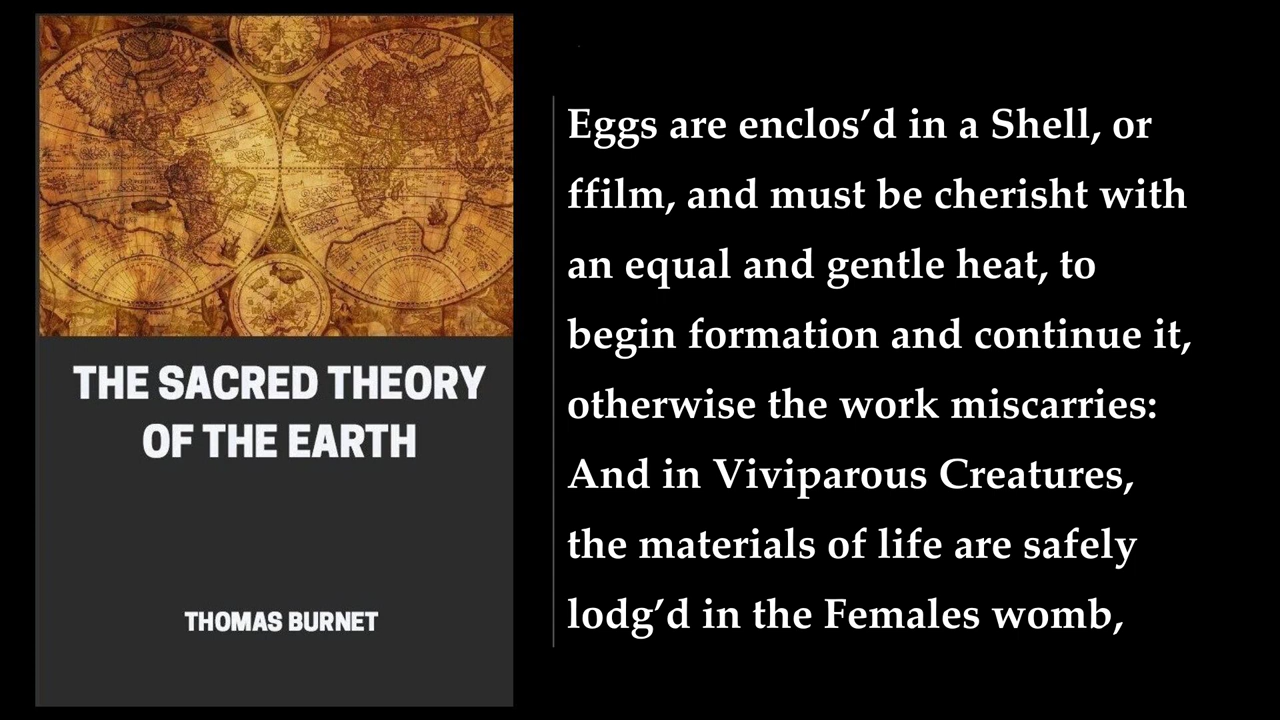 THE SACRED THEORY
OF THE EARTH
THOMAS BURNET
Eggs are enclos’d in a Shell, or
ffilm, and must be cherisht with
an equal and gentle heat, to
begin formation and continue it,
otherwise the work miscarries:
And in Viviparous Creatures,
the materials of life are safely
lodg’d in the Females womb,